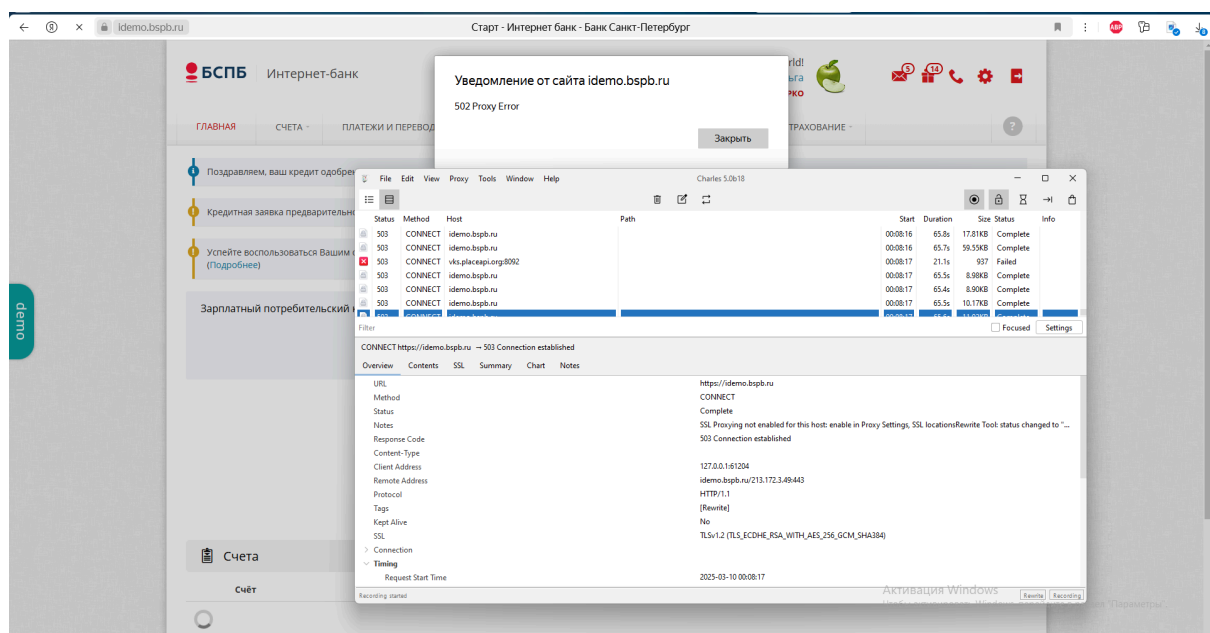 idemo.bspb.ru
Старт - Интернет банк - Банк Санкт-Петербург
ABP
БСПБ Интернет-банк
rld!
ьга
РКО
5
14
ГЛАВНАЯ СЧЕТА ПЛАТЕЖИ И ПЕРЕВОД ТРАХОВАНИЕ ?
Уведомление от сайта idemo.bspb.ru
502 Proxy Error
Закрыть
Поздравляем, ваш кредит одобрен
Кредитная заявка предварительн
Успейте воспользоваться Вашим
(Подробнее)
Зарплатный потребительский
demo
Счета
Счёт
File Edit View Proxy Tools Window Help Charles 5.0b18
Status Method Host Path Start Duration Size Status Info
503 CONNECT idemo.bspb.ru 00:08:16 65.8s 17.81KB Complete
503 CONNECT idemo.bspb.ru 00:08:16 65.7s 59.55KB Complete
503 CONNECT vks.placeapi.org:8092 00:08:17 21.1s 937 Failed
503 CONNECT idemo.bspb.ru 00:08:17 65.5s 8.98KB Complete
503 CONNECT idemo.bspb.ru 00:08:17 65.4s 8.90KB Complete
503 CONNECT idemo.bspb.ru 00:08:17 65.5s 10.17KB Complete
Filter Focused Settings
CONNECT https://idemo.bspb.ru → 503 Connection established
Overview Contents SSL Summary Chart Notes
URL https://idemo.bspb.ru
Method CONNECT
Status Complete
Notes SSL Proxying not enabled for this host: enable in Proxy Settings, SSL locationsRewrite Tool: status changed to "...
Response Code 503 Connection established
Content-Type
Client Address 127.0.0.1:61204
Remote Address idemo.bspb.ru/213.172.3.49:443
Protocol HTTP/1.1
Tags [Rewrite]
Kept Alive No
SSL TLSv1.2 (TLS_ECDHE_RSA_WITH_AES_256_GCM_SHA384)
Connection
Timing
Request Start Time 2025-03-10 00:08:17
Recording started Rewrite Recording
Активация Windows
"Параметры".